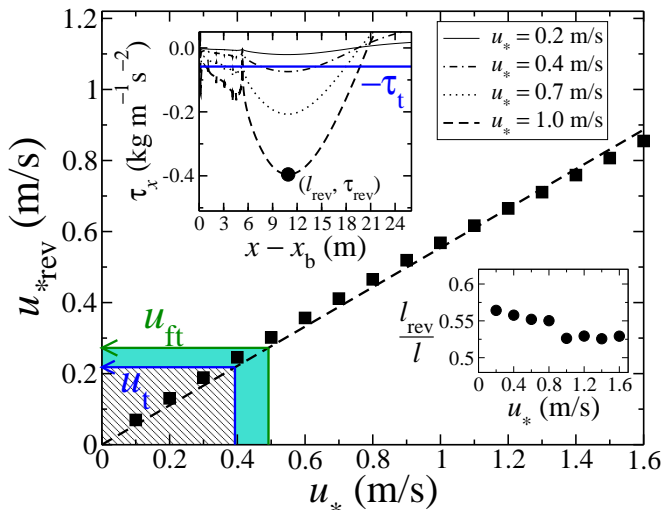 1.2
1
0.8
0.6
0.4
0.2
0
u*rev (m/s)
0 0.2 0.4 0.6 0.8 1 1.2 1.4 1.6
u* (m/s)
0.0
-0.2
-0.4
τx (kg m⁻¹ s⁻²)
−τt
(lrev, τrev)
0 3 6 9 12 15 18 21 24
x − xb (m)
u* = 0.2 m/s
u* = 0.4 m/s
u* = 0.7 m/s
u* = 1.0 m/s
uft
ut
0.6
0.55
0.5
lrev
l
0 0.4 0.8 1.2 1.6
u* (m/s)